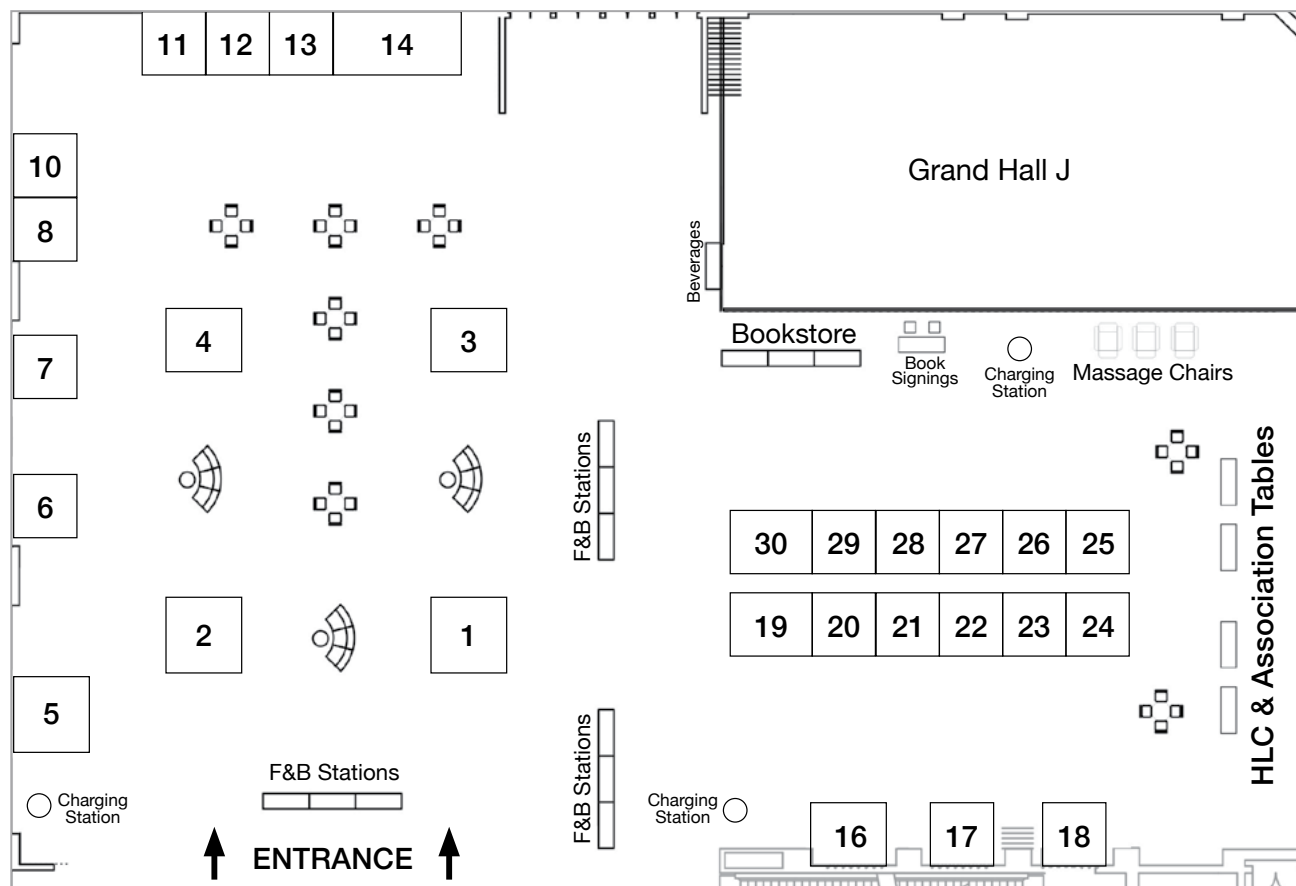 11
12
13
14
10
8
Grand Hall J
Beverages
4
3
7
Bookstore
Book
Signings
Charging
Station
Massage Chairs
6
F&B Stations
30
29
28
27
26
25
HLC & Association Tables
2
1
19
20
21
22
23
24
5
F&B Stations
F&B Stations
Charging
Station
Charging
Station
16
17
18
ENTRANCE